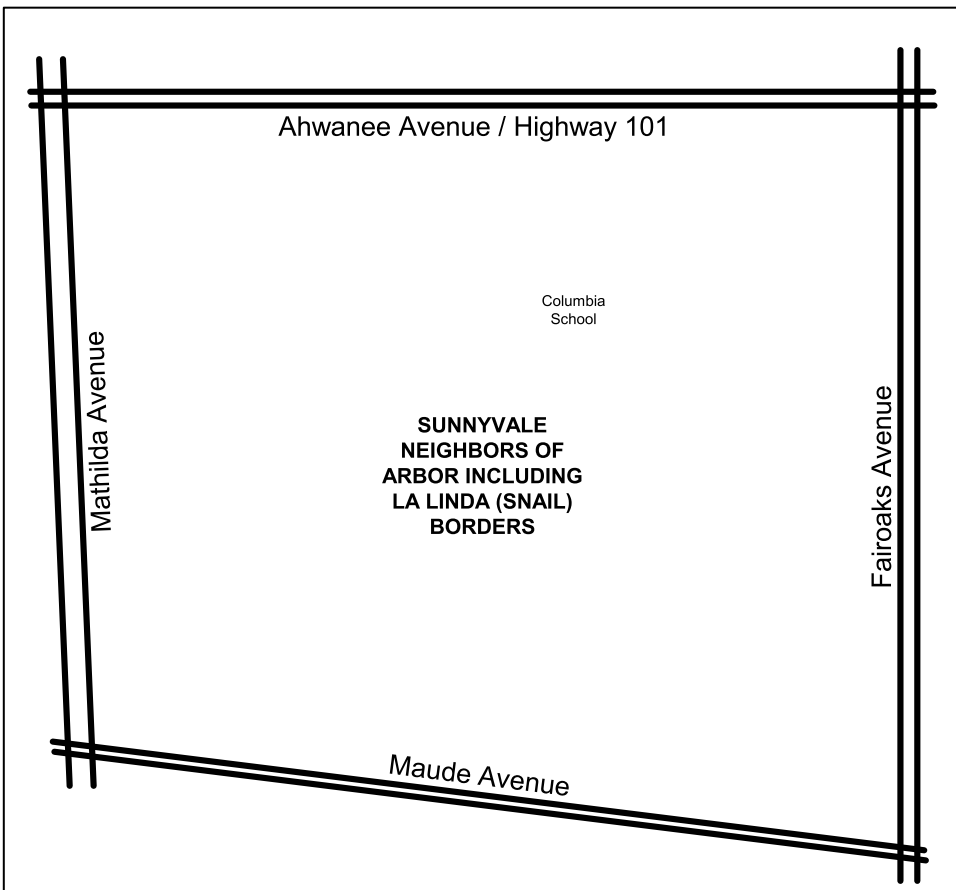 Ahwanee Avenue / Highway 101
Columbia
School
Mathilda Avenue
SUNNYVALE
NEIGHBORS OF
ARBOR INCLUDING
LA LINDA (SNAIL)
BORDERS
Fairoaks Avenue
Maude Avenue